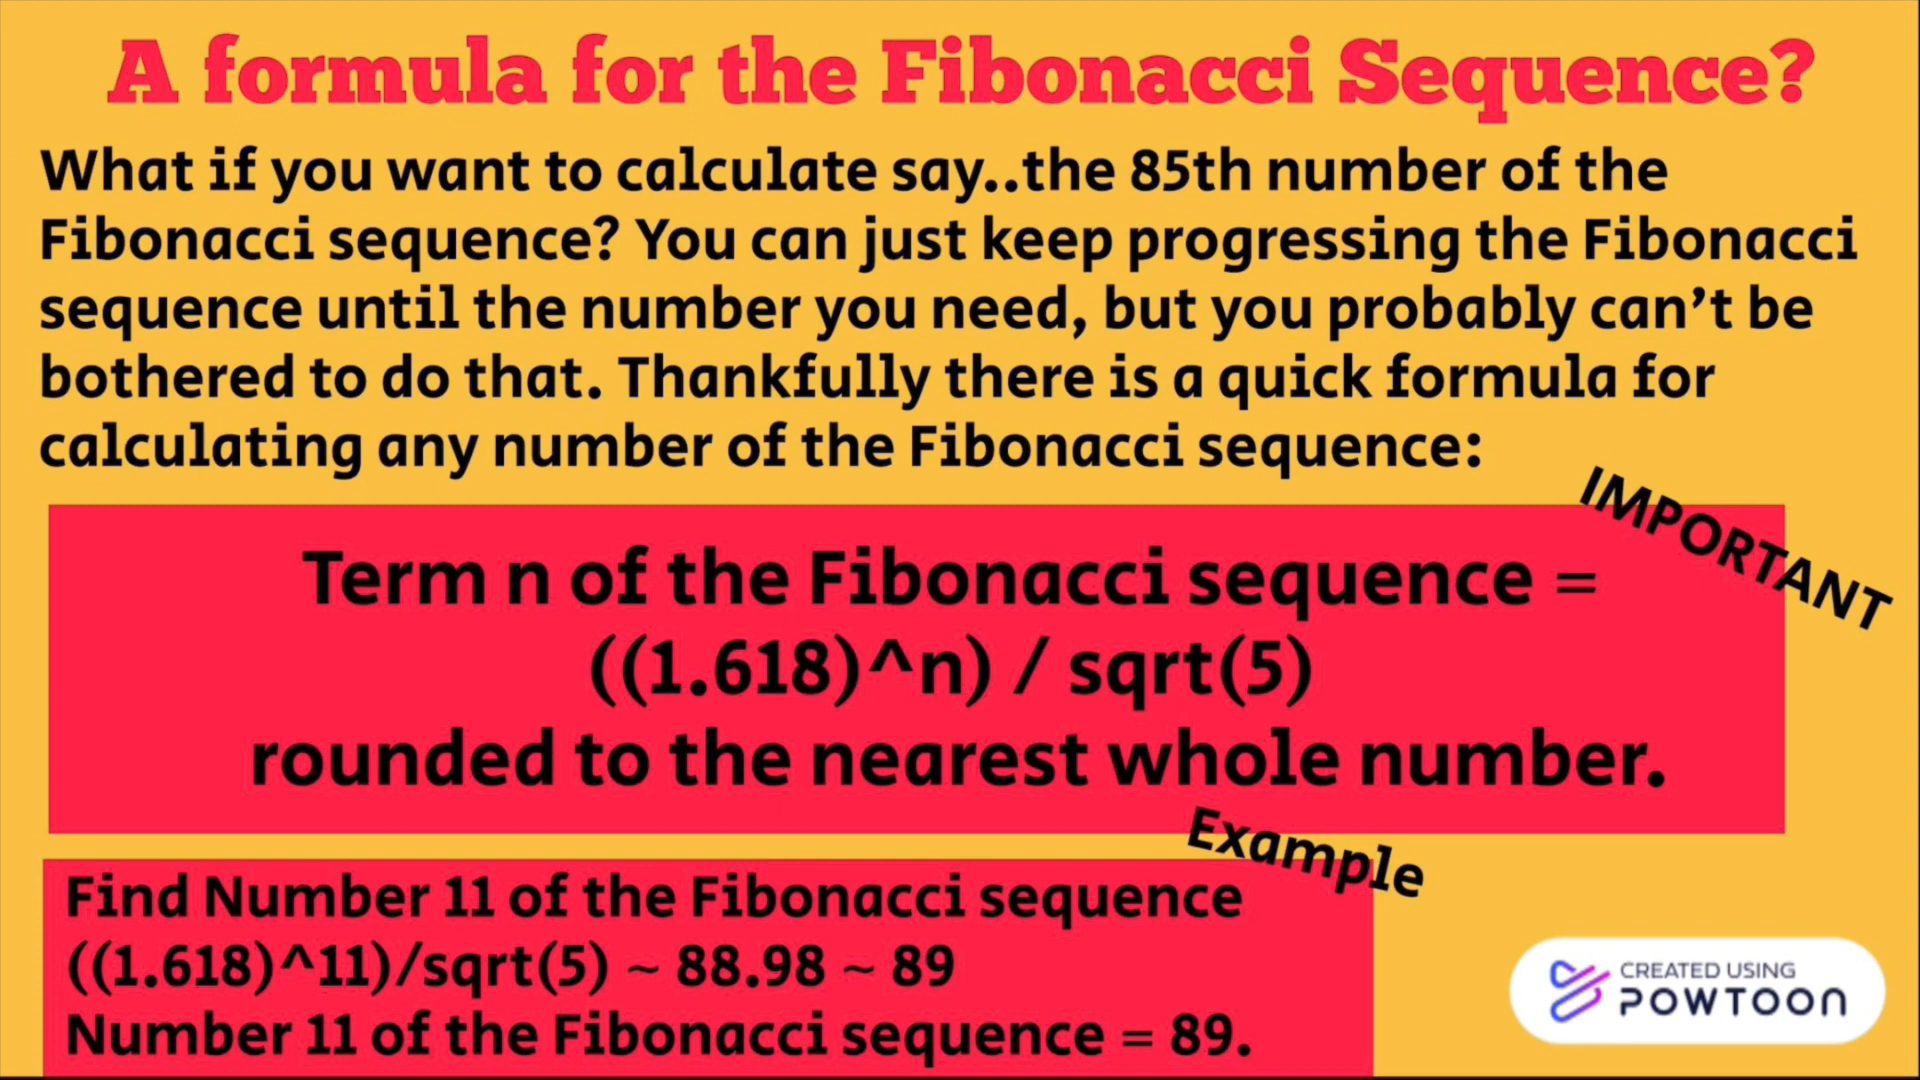 A formula for the Fibonacci Sequence?
What if you want to calculate say..the 85th number of the
Fibonacci sequence? You can just keep progressing the Fibonacci
sequence until the number you need, but you probably can't be
bothered to do that. Thankfully there is a quick formula for
calculating any number of the Fibonacci sequence:
IMPORTANT
Term n of the Fibonacci sequence =
((1.618)^n) / sqrt(5)
rounded to the nearest whole number.
Example
Find Number 11 of the Fibonacci sequence
((1.618)^11)/sqrt(5) ~ 88.98 ~ 89
Number 11 of the Fibonacci sequence = 89.
CREATED USING
POWTOON